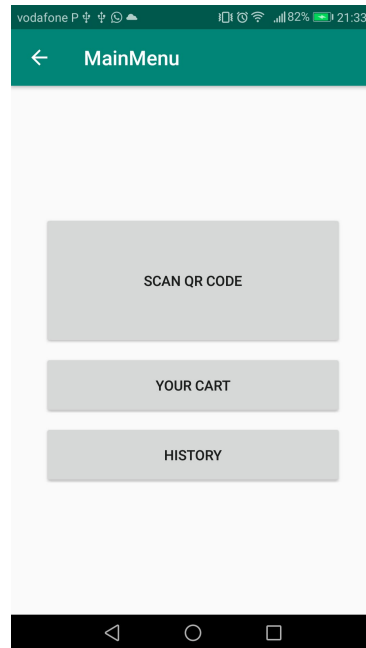 vodafone P 82% 21:33
MainMenu
SCAN QR CODE
YOUR CART
HISTORY